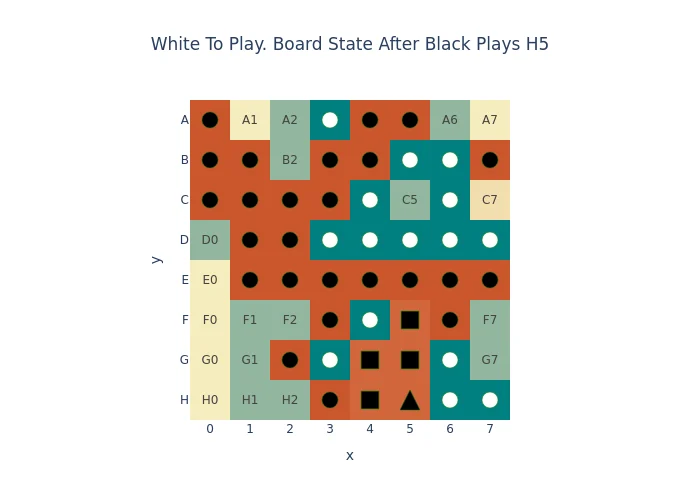 White To Play. Board State After Black Plays H5
A A1 A2 A6 A7
B B2
C C5 C7
D D0
E E0
F F0 F1 F2 F7
G G0 G1 G7
H H0 H1 H2
0 1 2 3 4 5 6 7
x
y